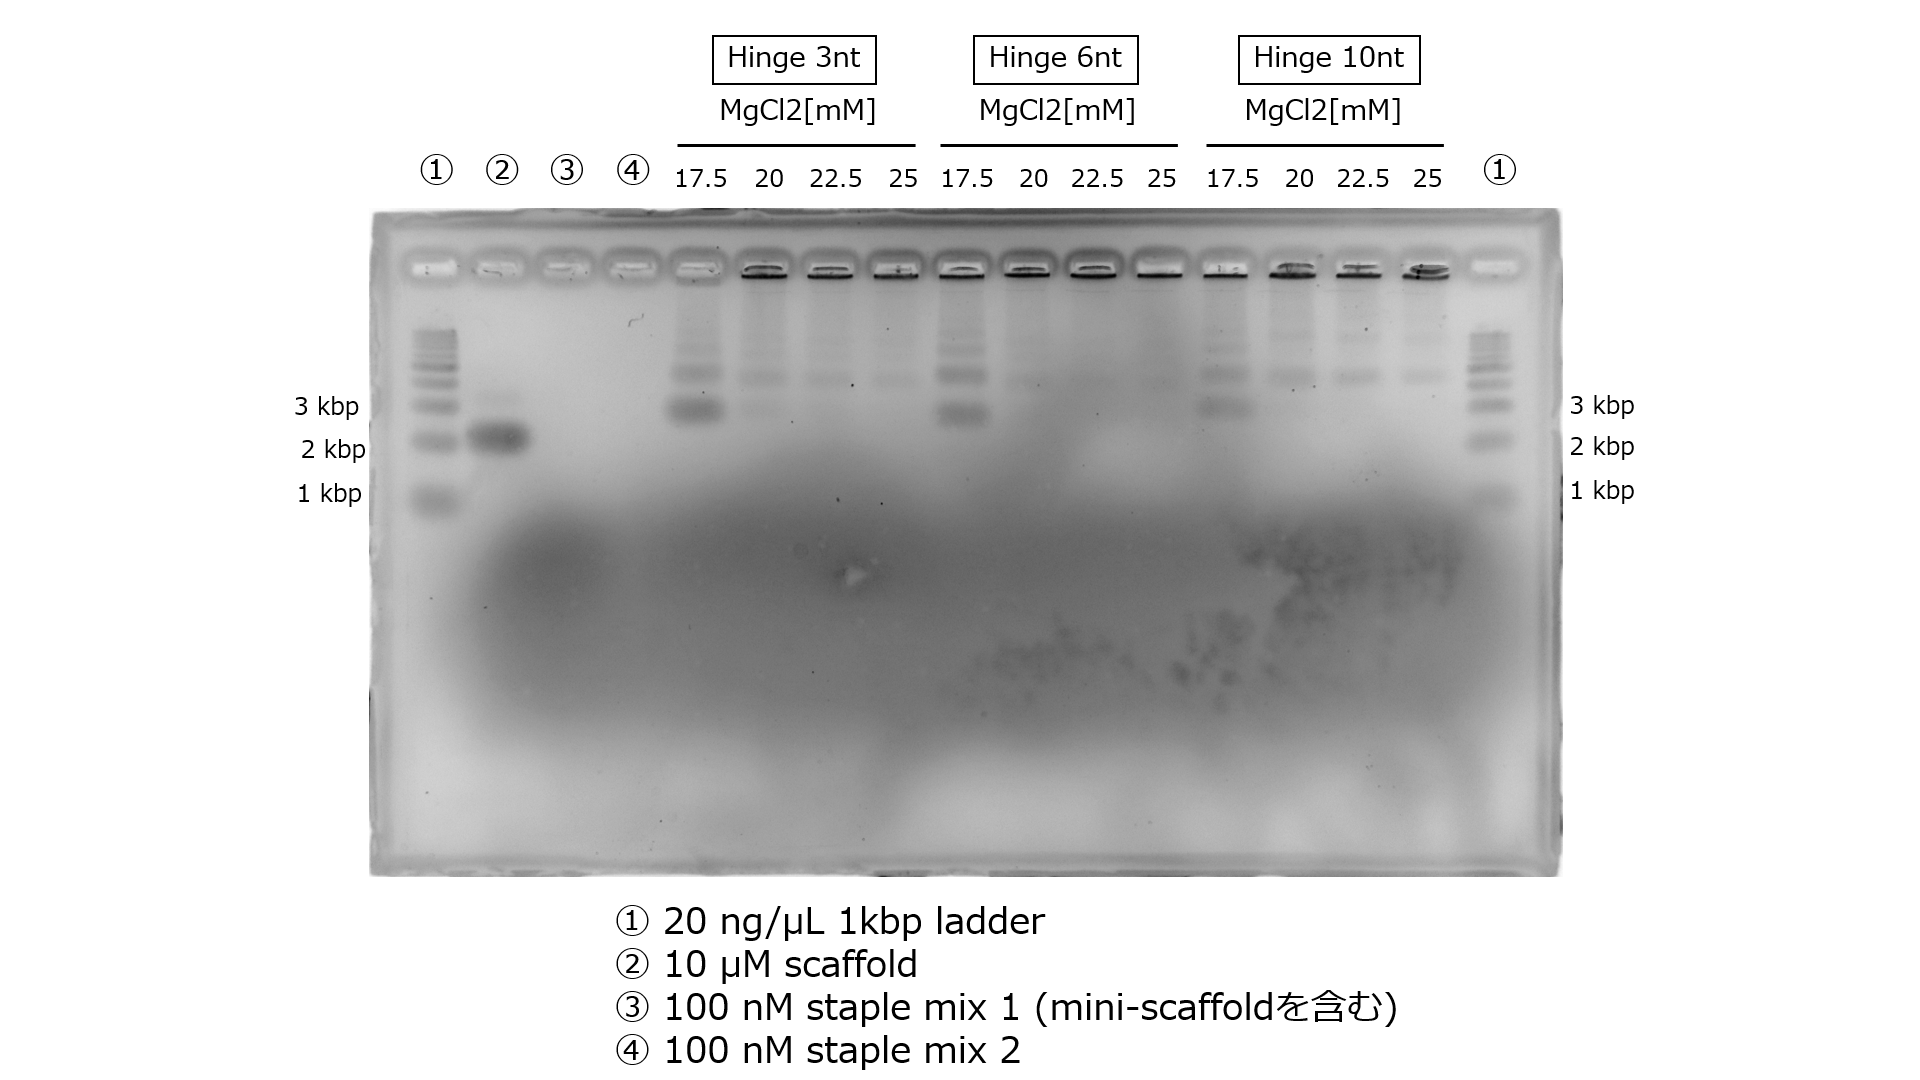 Hinge 3nt Hinge 6nt Hinge 10nt
MgCl2[mM] MgCl2[mM] MgCl2[mM]
① ② ③ ④ 17.5 20 22.5 25 17.5 20 22.5 25 17.5 20 22.5 25 ①
3 kbp 3 kbp
2 kbp 2 kbp
1 kbp 1 kbp
① 20 ng/μL 1kbp ladder
② 10 μM scaffold
③ 100 nM staple mix 1 (mini-scaffoldを含む)
④ 100 nM staple mix 2